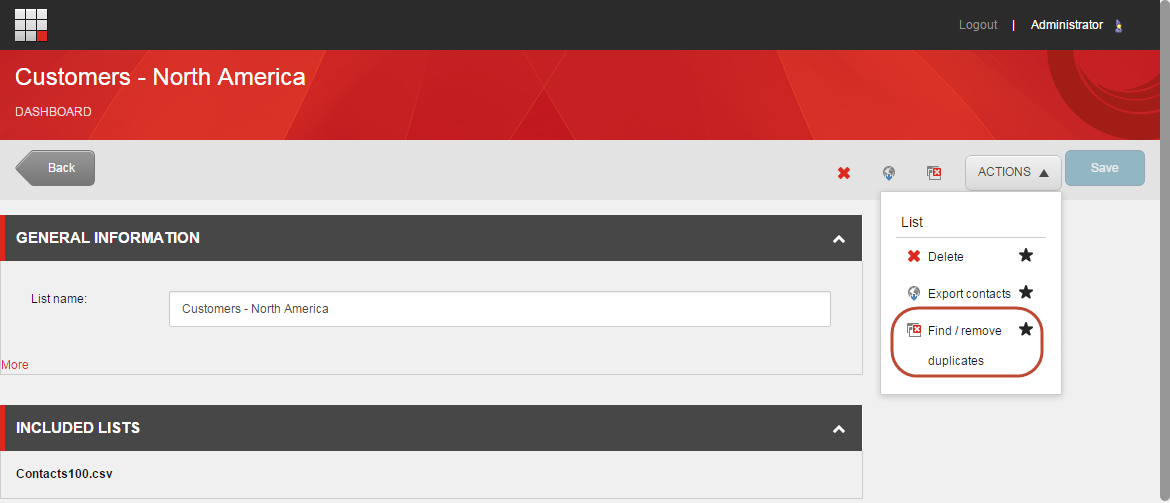 Logout | Administrator
Customers - North America
DASHBOARD
Back
ACTIONS
Save
List
Delete
Export contacts
Find / remove
duplicates
GENERAL INFORMATION
List name:
Customers - North America
More
INCLUDED LISTS
Contacts100.csv